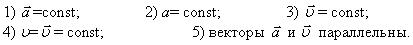 1) a⃗ =const; 2) a= const; 3) υ⃗ = const;
4) υ= υ⃗ = const; 5) векторы a⃗ и υ⃗ параллельны.